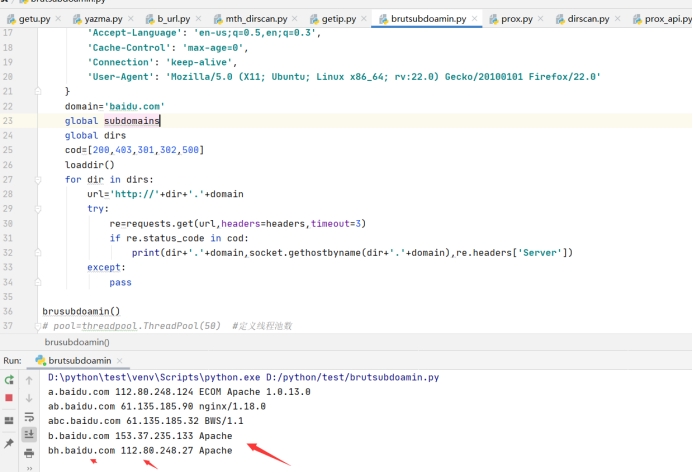 brutsubdoamin.py
getu.py yazma.py b_url.py mth_dirscan.py getip.py brutsubdoamin.py prox.py dirscan.py prox_api.py
17 'Accept-Language': 'en-us;q=0.5,en;q=0.3',
18 'Cache-Control': 'max-age=0',
19 'Connection': 'keep-alive',
20 'User-Agent': 'Mozilla/5.0 (X11; Ubuntu; Linux x86_64; rv:22.0) Gecko/20100101 Firefox/22.0'
21 }
22 domain='baidu.com'
23 global subdomains
24 global dirs
25 cod=[200,403,301,302,500]
26 loaddir()
27 for dir in dirs:
28 url='http://'+dir+'.'+domain
29 try:
30 re=requests.get(url,headers=headers,timeout=3)
31 if re.status_code in cod:
32 print(dir+'.'+domain,socket.gethostbyname(dir+'.'+domain),re.headers['Server'])
33 except:
34 pass
35
36 brusubdoamin()
37 # pool=threadpool.ThreadPool(50) #定义线程池数
brusubdoamin()
Run: brutsubdoamin
D:\python\test\venv\Scripts\python.exe D:/python/test/brutsubdoamin.py
a.baidu.com 112.80.248.124 ECOM Apache 1.0.13.0
ab.baidu.com 61.135.185.90 nginx/1.18.0
abc.baidu.com 61.135.185.32 BWS/1.1
b.baidu.com 153.37.235.133 Apache
bh.baidu.com 112.80.248.27 Apache